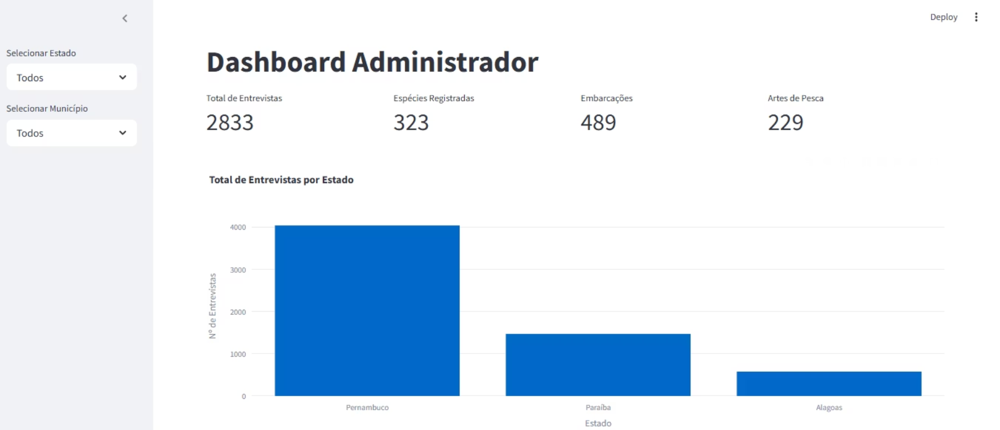 Deploy
Selecionar Estado
Todos
Selecionar Município
Todos
Dashboard Administrador
Total de Entrevistas
2833
Espécies Registradas
323
Embarcações
489
Artes de Pesca
229
Total de Entrevistas por Estado
Nº de Entrevistas
4000
3000
2000
1000
0
Pernambuco
Paraíba
Alagoas
Estado